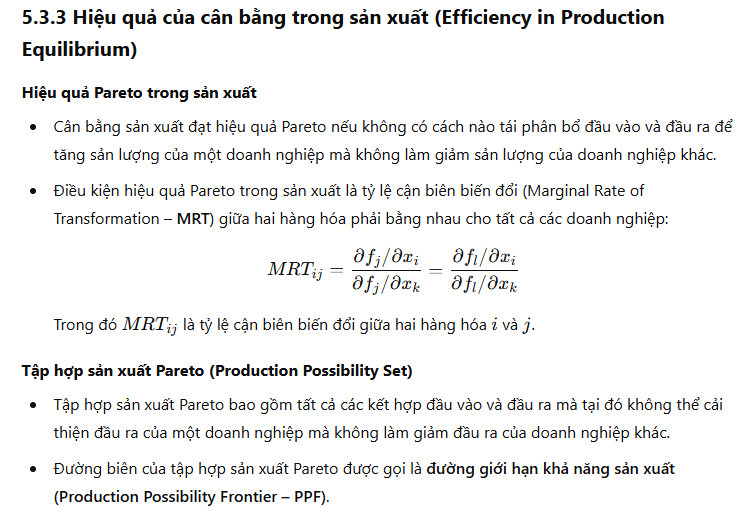 5.3.3 Hiệu quả của cân bằng trong sản xuất (Efficiency in Production
Equilibrium)
Hiệu quả Pareto trong sản xuất
• Cân bằng sản xuất đạt hiệu quả Pareto nếu không có cách nào tái phân bổ đầu vào và đầu ra để
tăng sản lượng của một doanh nghiệp mà không làm giảm sản lượng của doanh nghiệp khác.
• Điều kiện hiệu quả Pareto trong sản xuất là tỷ lệ cận biên biến đổi (Marginal Rate of
Transformation – MRT) giữa hai hàng hóa phải bằng nhau cho tất cả các doanh nghiệp:
MRT_{ij} = \frac{∂f_j/∂x_i}{∂f_j/∂x_k} = \frac{∂f_l/∂x_i}{∂f_l/∂x_k}
Trong đó MRT_{ij} là tỷ lệ cận biên biến đổi giữa hai hàng hóa i và j.
Tập hợp sản xuất Pareto (Production Possibility Set)
• Tập hợp sản xuất Pareto bao gồm tất cả các kết hợp đầu vào và đầu ra mà tại đó không thể cải
thiện đầu ra của một doanh nghiệp mà không làm giảm đầu ra của doanh nghiệp khác.
• Đường biên của tập hợp sản xuất Pareto được gọi là đường giới hạn khả năng sản xuất
(Production Possibility Frontier – PPF).